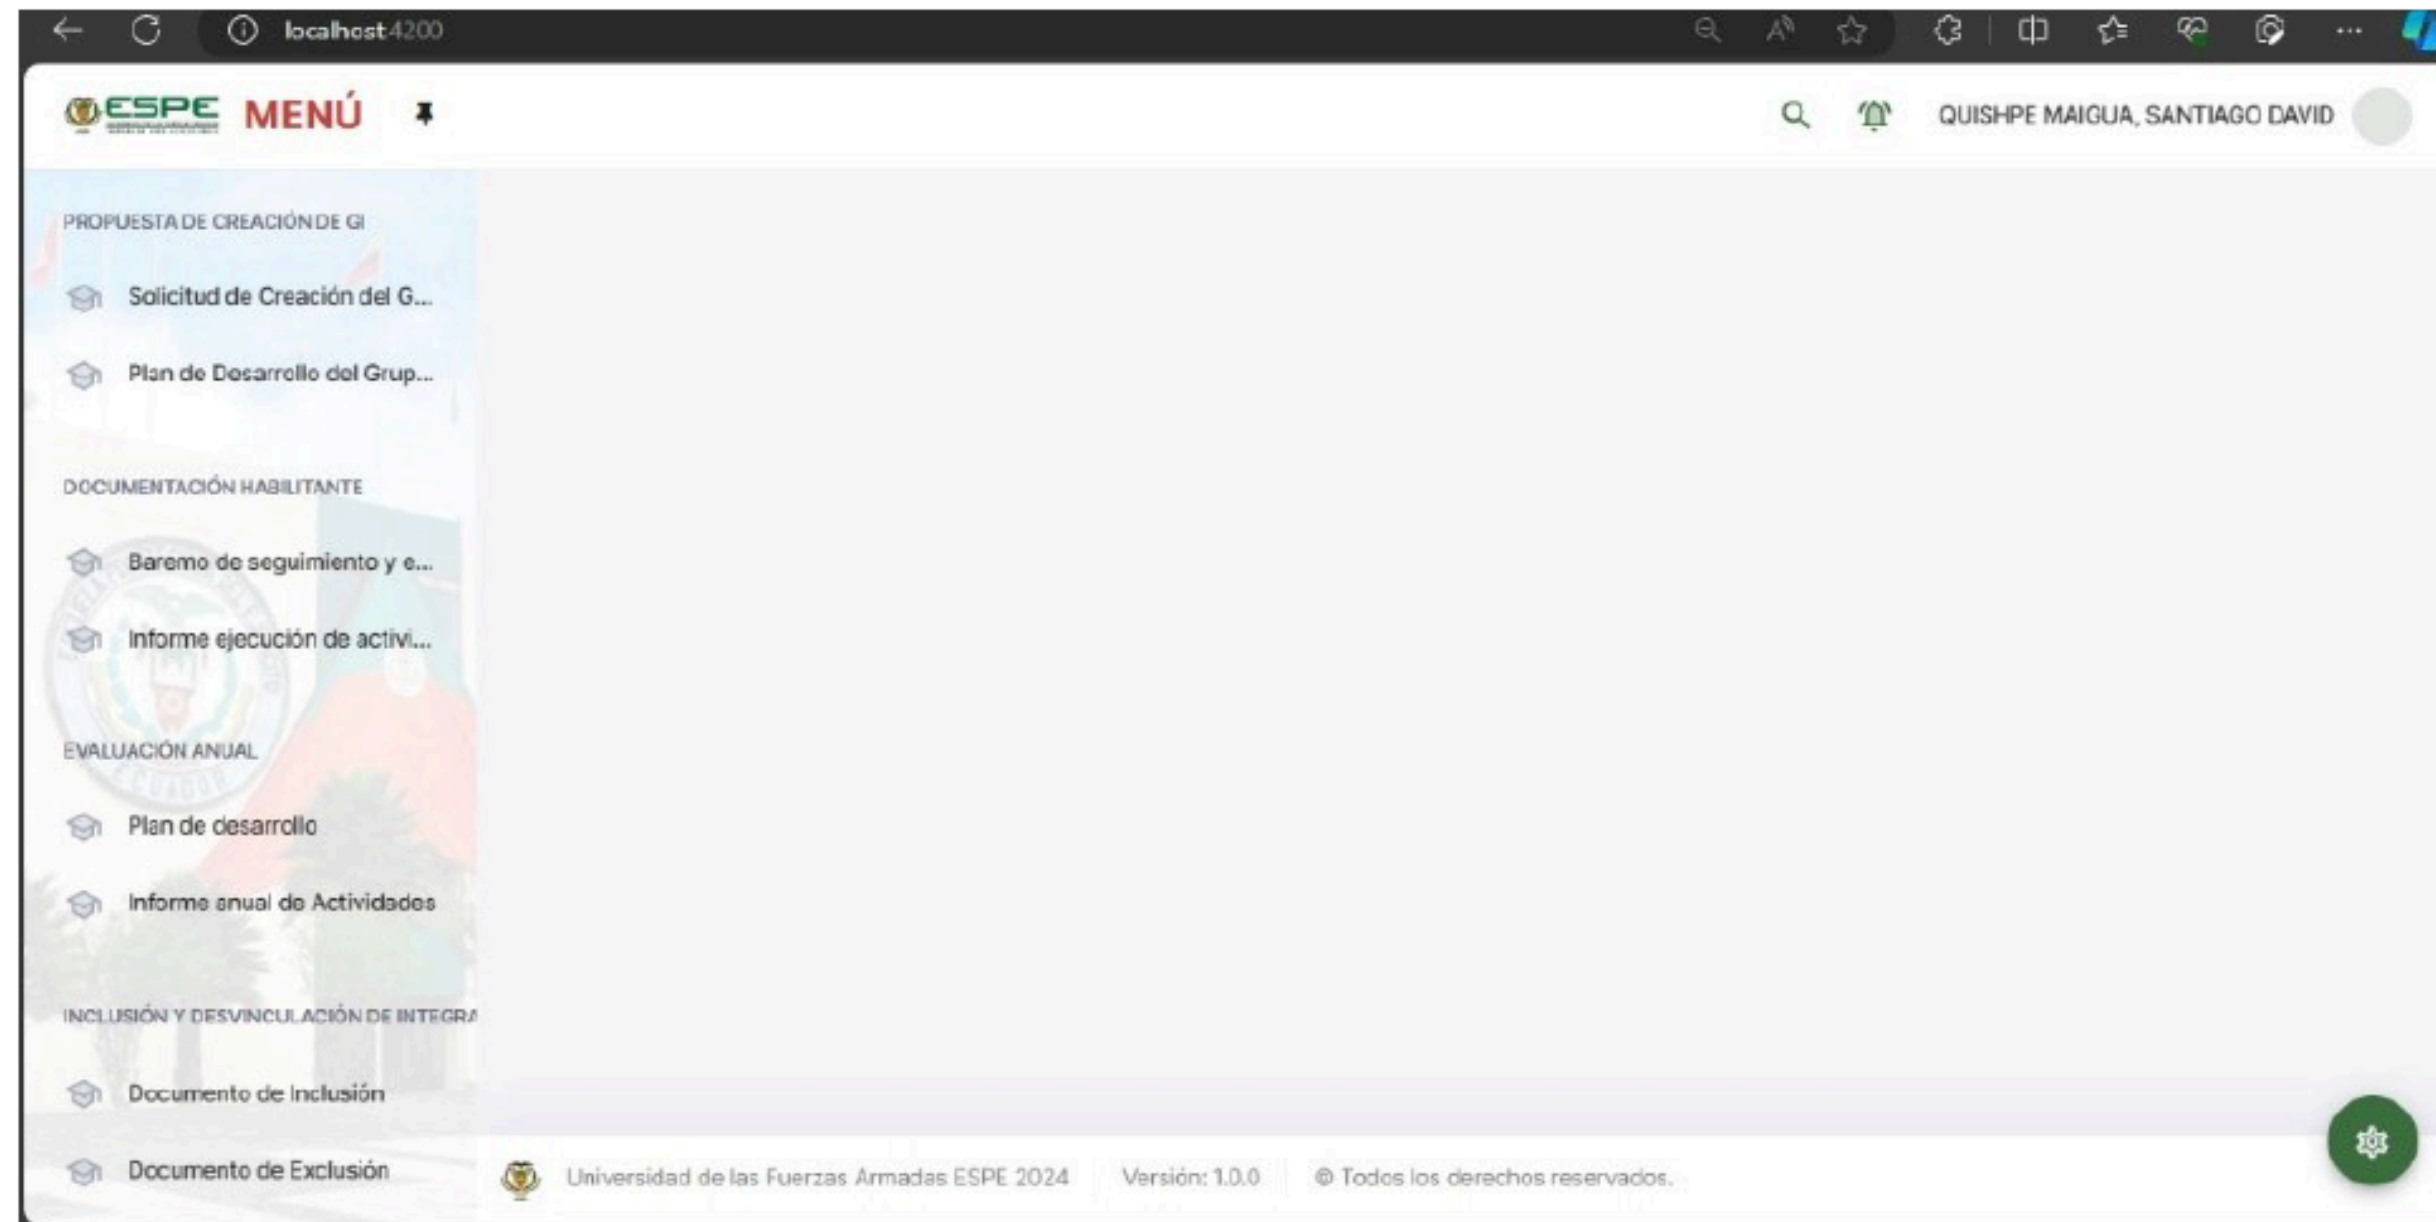 localhost:4200
ESPE MENÚ
QUISHPE MAIGUA, SANTIAGO DAVID
PROPUESTA DE CREACIÓN DE GI
Solicitud de Creación del G...
Plan de Desarrollo del Grup...
DOCUMENTACIÓN HABILITANTE
Baremo de seguimiento y e...
Informe ejecución de activi...
EVALUACIÓN ANUAL
ECUADOR
Plan de desarrollo
Informe anual de Actividades
INCLUSIÓN Y DESVINCULACIÓN DE INTEGRA
Documento de Inclusión
Documento de Exclusión
Universidad de las Fuerzas Armadas ESPE 2024 Versión: 1.0.0 © Todos los derechos reservados.